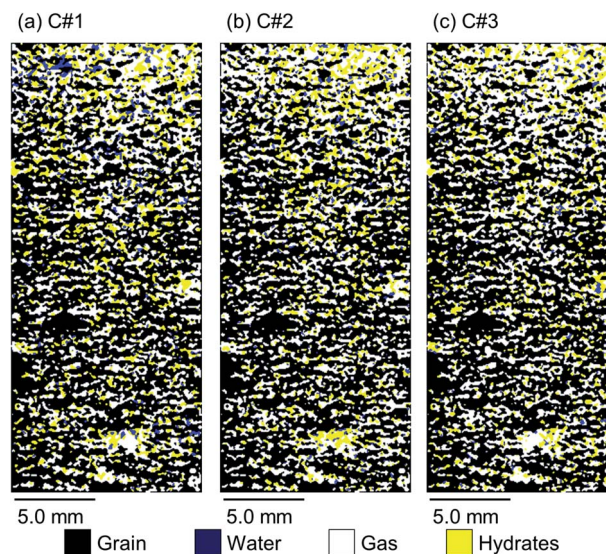 (a) C#1 (b) C#2 (c) C#3
5.0 mm 5.0 mm 5.0 mm
Grain Water Gas Hydrates